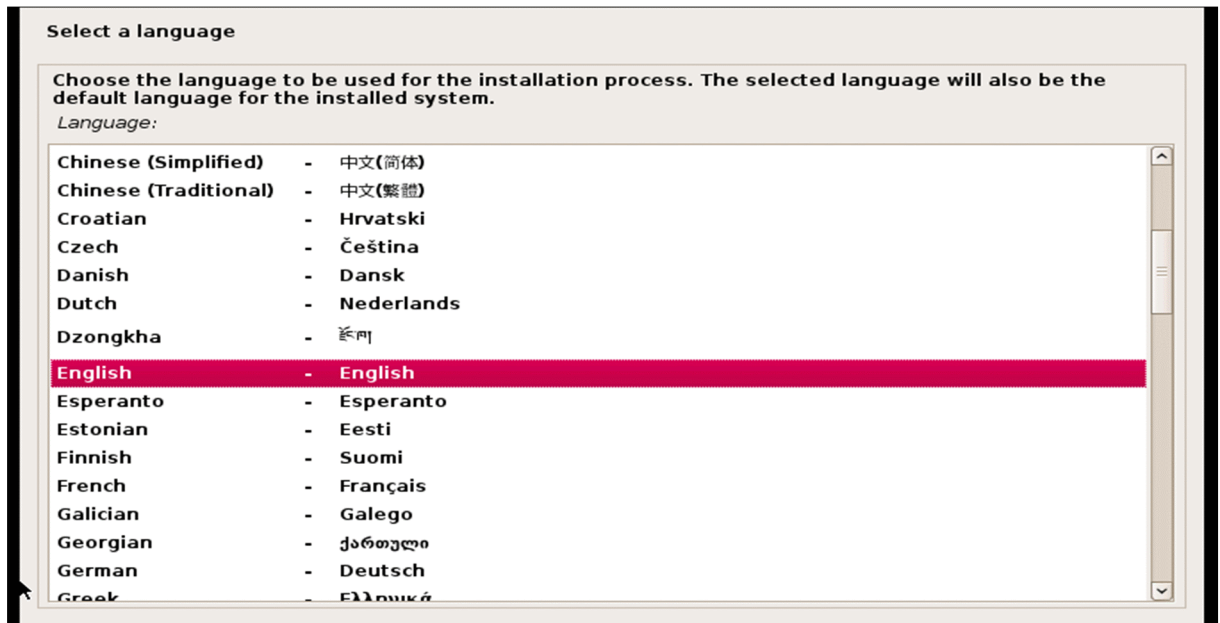 Select a language
Choose the language to be used for the installation process. The selected language will also be the
default language for the installed system.
Language:
Chinese (Simplified) - 中文(简体)
Chinese (Traditional) - 中文(繁體)
Croatian - Hrvatski
Czech - Čeština
Danish - Dansk
Dutch - Nederlands
Dzongkha - རྫོང་ཁ།
English - English
Esperanto - Esperanto
Estonian - Eesti
Finnish - Suomi
French - Français
Galician - Galego
Georgian - ქართული
German - Deutsch
Greek - Ελληνικά